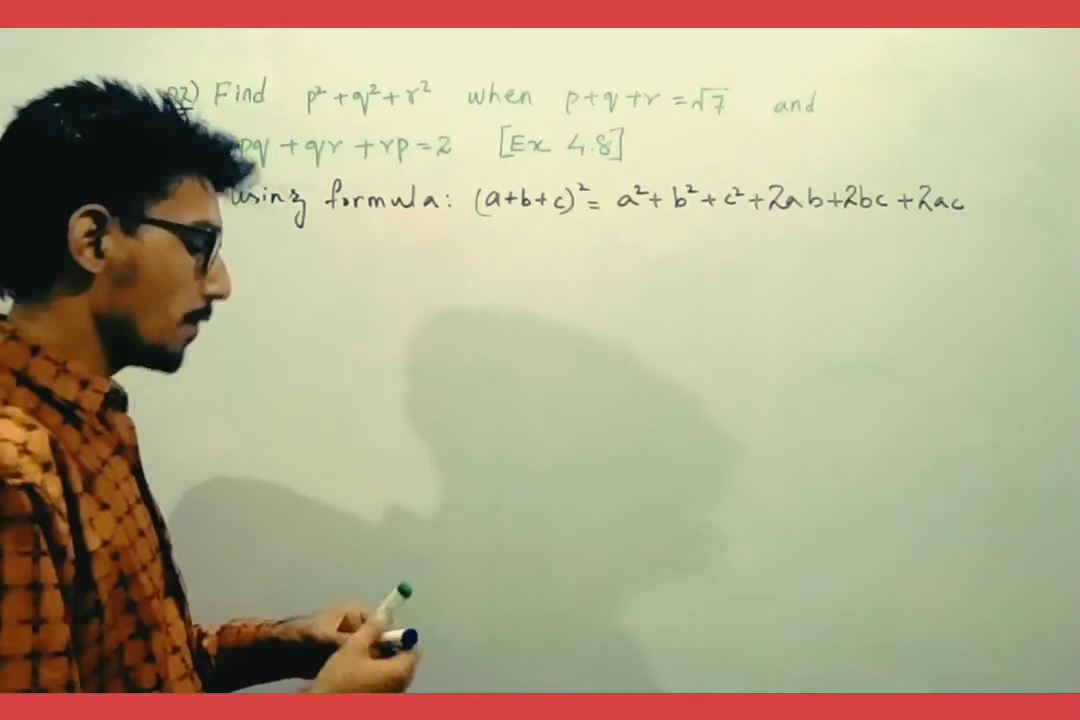 Q2) Find p²+q²+r² when p+q+r=√7 and
pq+qr+rp=2 [Ex 4.8]
using formula: (a+b+c)²= a²+b²+c²+2ab+2bc+2ac